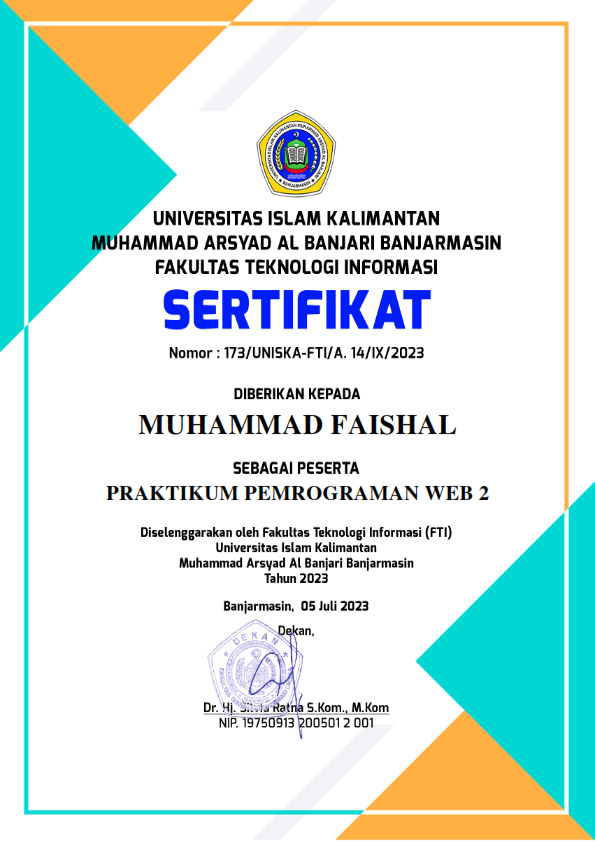 UNIVERSITAS ISLAM KALIMANTAN
MUHAMMAD ARSYAD AL BANJARI BANJARMASIN
FAKULTAS TEKNOLOGI INFORMASI
SERTIFIKAT
Nomor : 173/UNISKA-FTI/A. 14/IX/2023
DIBERIKAN KEPADA
MUHAMMAD FAISHAL
SEBAGAI PESERTA
PRAKTIKUM PEMROGRAMAN WEB 2
Diselenggarakan oleh Fakultas Teknologi Informasi (FTI)
Universitas Islam Kalimantan
Muhammad Arsyad Al Banjari Banjarmasin
Tahun 2023
Banjarmasin, 05 Juli 2023
Dekan,
DEKAN
Dr. Hj. Silvia Ratna S.Kom., M.Kom
NIP. 19750913 200501 2 001